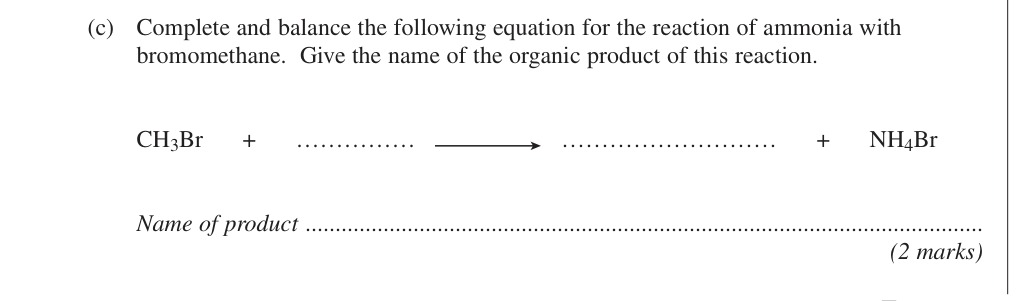 (c) Complete and balance the following equation for the reaction of ammonia with
bromomethane. Give the name of the organic product of this reaction.
CH₃Br + ............... ⟶ ........................... + NH₄Br
Name of product ..................................................................................................................
(2 marks)